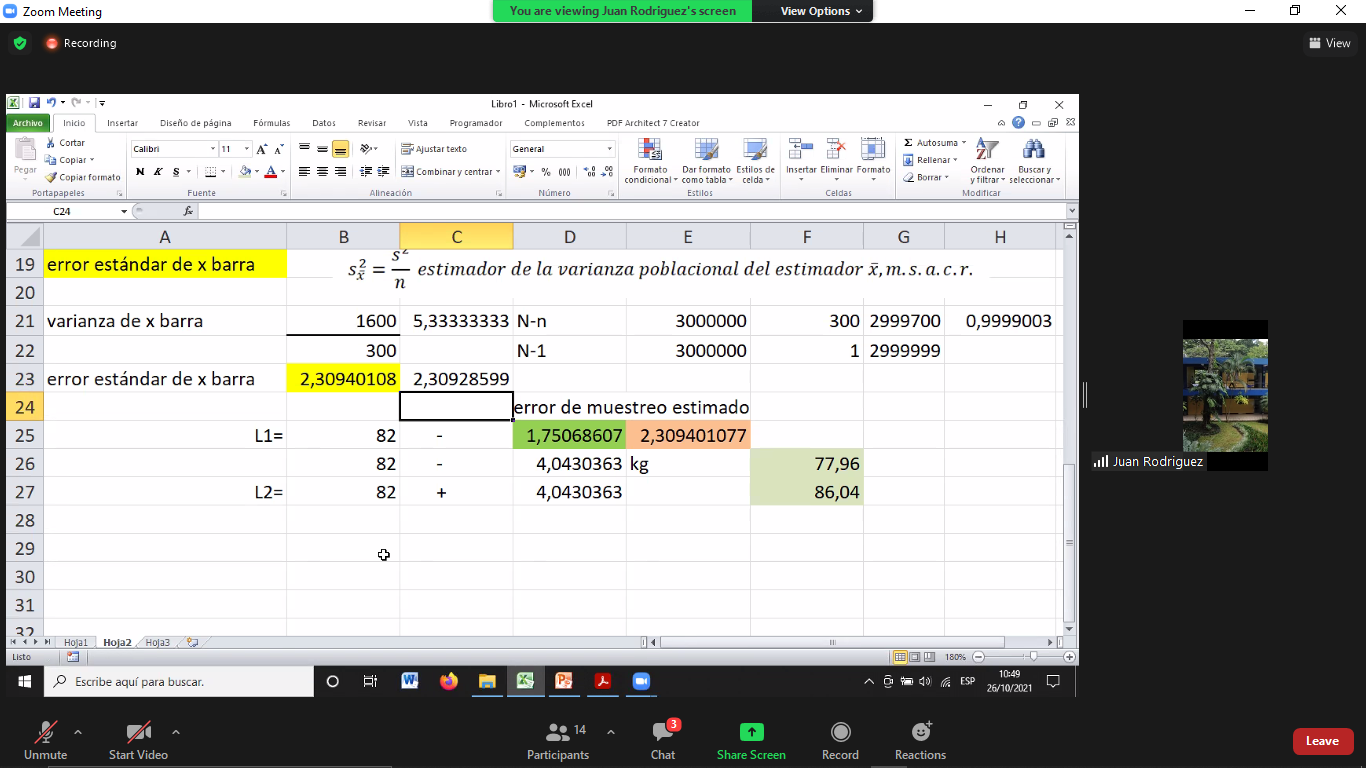 Zoom Meeting
You are viewing Juan Rodriguez's screen
View Options
Recording
View
Libro1 - Microsoft Excel
Archivo Inicio Insertar Diseño de página Fórmulas Datos Revisar Vista Programador Complementos PDF Architect 7 Creator
Pegar
Cortar
Copiar
Copiar formato
Portapapeles
Calibri 11
N K S
Fuente
Ajustar texto
Combinar y centrar
Alineación
General
% 000
Número
Formato condicional
Dar formato como tabla
Estilos de celda
Estilos
Insertar Eliminar Formato
Celdas
Autosuma
Rellenar
Borrar
Ordenar y filtrar
Buscar y seleccionar
Modificar
C24 fx
A B C D E F G H
19 error estándar de x barra s²x̄ = s²/n estimador de la varianza poblacional del estimador x̄, m. s. a. c. r.
20
21 varianza de x barra 1600 5,33333333 N-n 3000000 300 2999700 0,9999003
22 300 N-1 3000000 1 2999999
23 error estándar de x barra 2,30940108 2,30928599
24 error de muestreo estimado
25 L1= 82 - 1,75068607 2,309401077
26 82 - 4,0430363 kg 77,96
27 L2= 82 + 4,0430363 86,04
28
29
30
31
32
Juan Rodriguez
Hoja1 Hoja2 Hoja3
Listo 180%
Escribe aquí para buscar.
ESP
10:49
26/10/2021
Unmute
Start Video
Participants 14
Chat 3
Share Screen
Record
Reactions
Leave